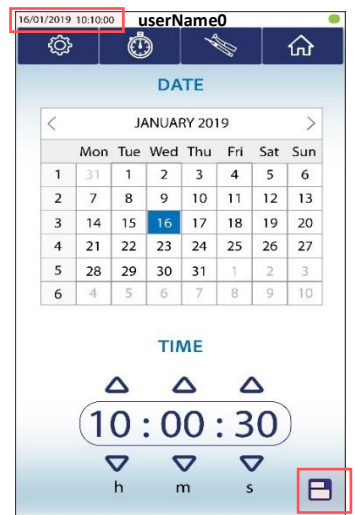 16/01/2019 10:10:00 userName0
DATE
< JANUARY 2019 >
Mon Tue Wed Thu Fri Sat Sun
1 31 1 2 3 4 5 6
2 7 8 9 10 11 12 13
3 14 15 16 17 18 19 20
4 21 22 23 24 25 26 27
5 28 29 30 31 1 2 3
6 4 5 6 7 8 9 10
TIME
10 : 00 : 30
h m s